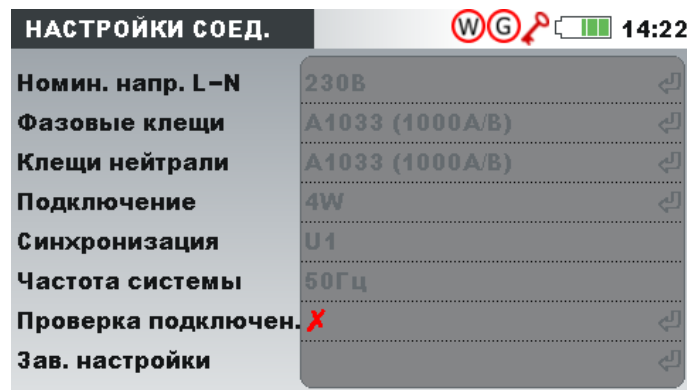 НАСТРОЙКИ СОЕД. W G 14:22
Номин. напр. L-N 230В
Фазовые клещи A1033 (1000A/В)
Клещи нейтрали A1033 (1000A/В)
Подключение 4W
Синхронизация U1
Частота системы 50Гц
Проверка подключен. ✗
Зав. настройки